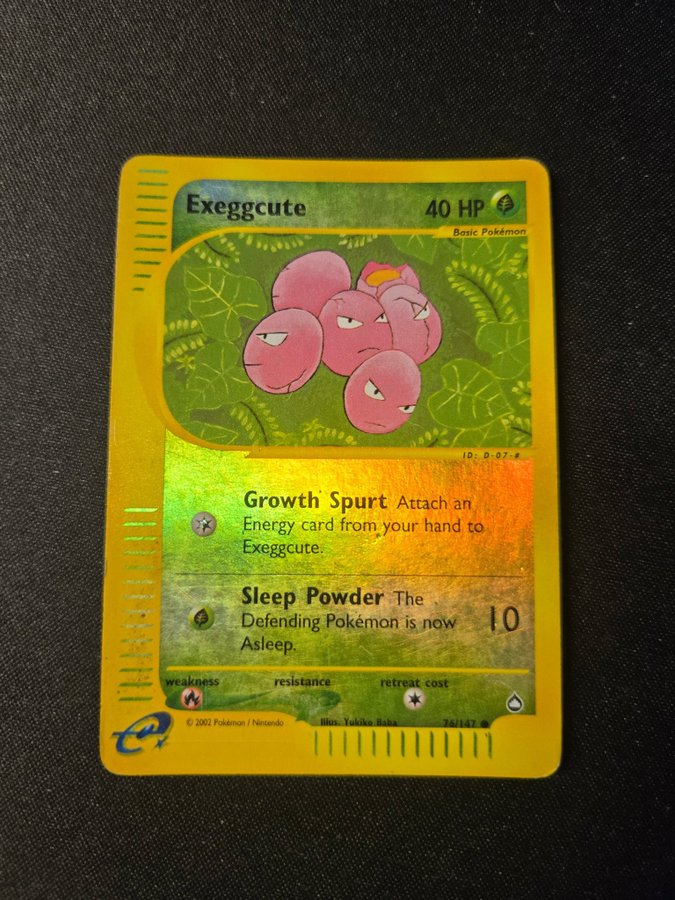 Exeggcute 40 HP
Basic Pokémon
ID: D-07-#
Growth Spurt Attach an
Energy card from your hand to
Exeggcute.
Sleep Powder The
Defending Pokémon is now
Asleep.
10
weakness resistance retreat cost
© 2002 Pokémon / Nintendo Illus. Yukiko Baba 76/147
e